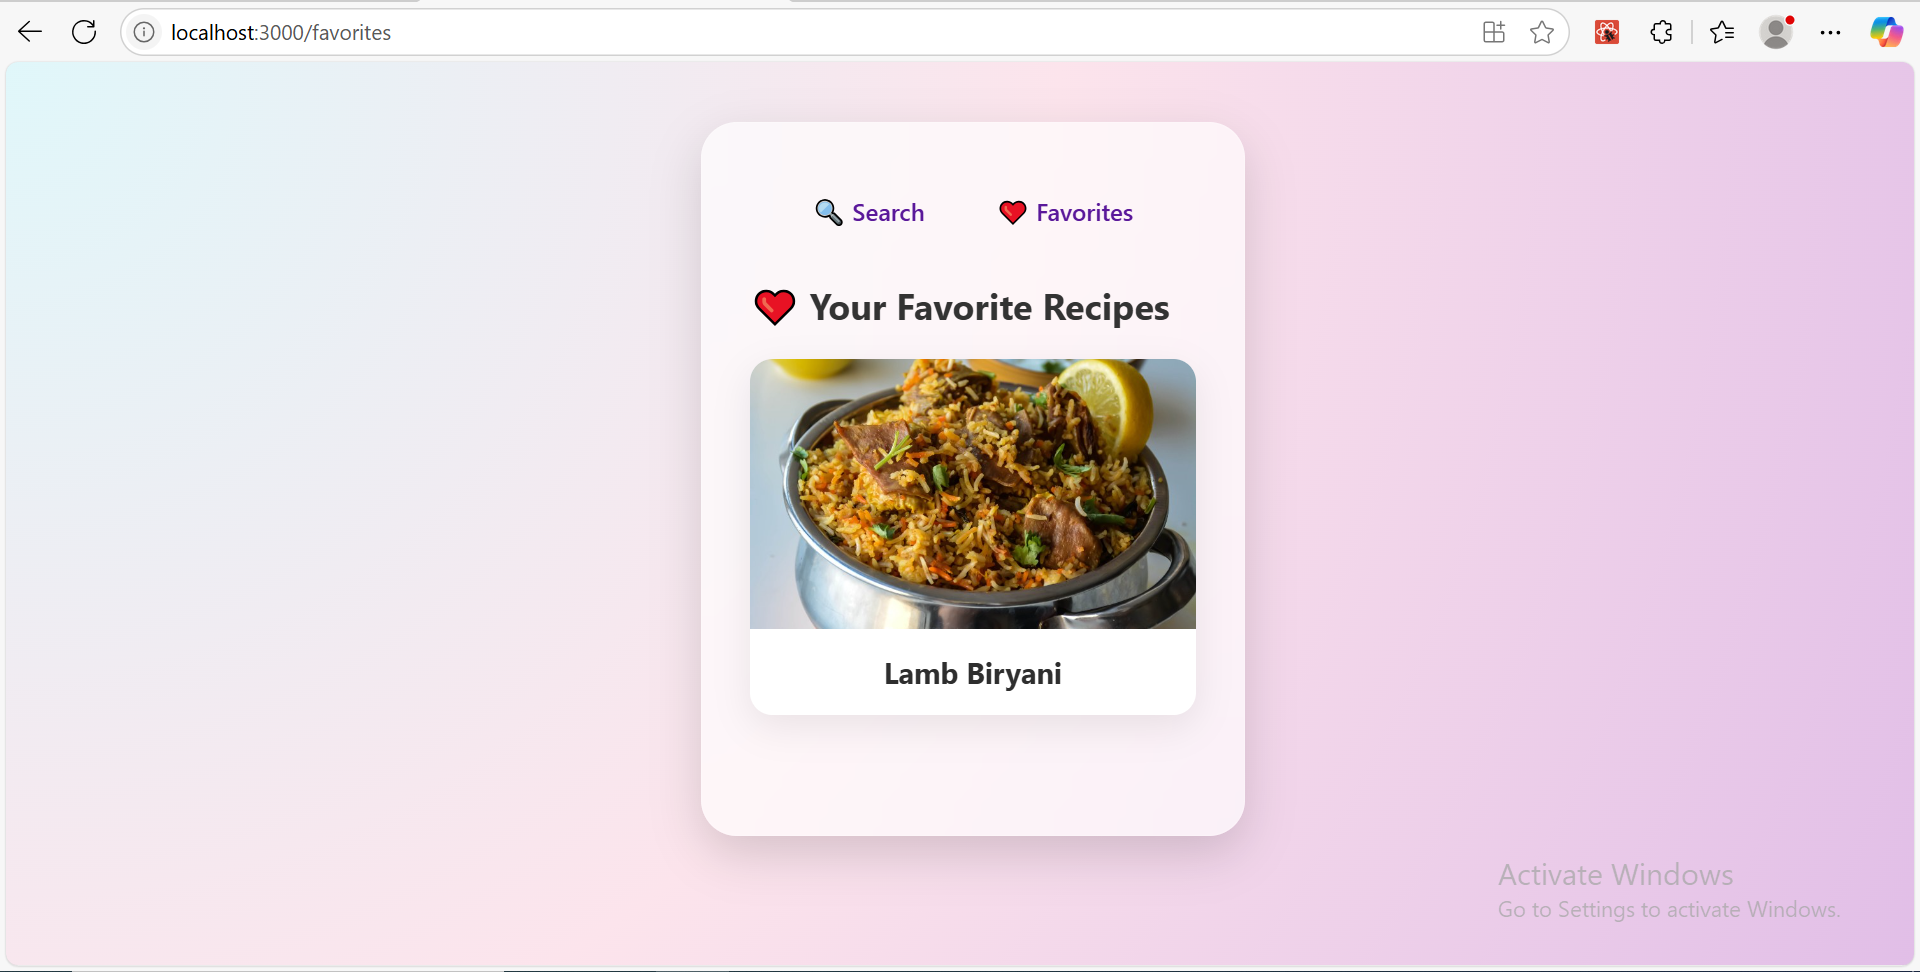 localhost:3000/favorites
🔍 Search ❤️ Favorites
❤️ Your Favorite Recipes
Lamb Biryani
Activate Windows
Go to Settings to activate Windows.